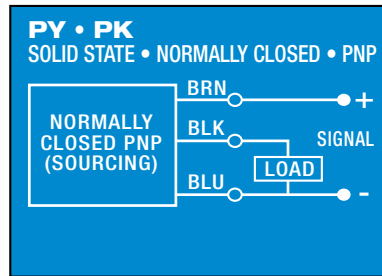 PY • PK
SOLID STATE • NORMALLY CLOSED • PNP
BRN
+
NORMALLY
CLOSED PNP
(SOURCING)
BLK
SIGNAL
LOAD
BLU
-